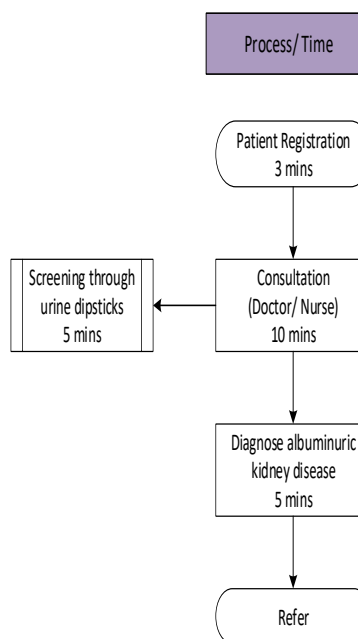 Process/ Time
Patient Registration
3 mins
Screening through
urine dipsticks
5 mins
Consultation
(Doctor/ Nurse)
10 mins
Diagnose albuminuric
kidney disease
5 mins
Refer